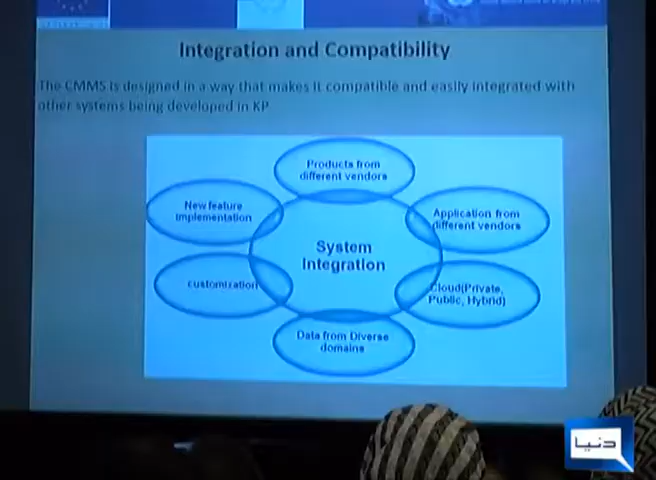 Integration and Compatibility
The CMMS is designed in a way that makes it compatible and easily integrated with
other systems being developed in KP
Products from
different vendors
New feature
implementation
Application from
different vendors
System
Integration
customization
Cloud(Private,
Public, Hybrid)
Data from Diverse
domains
دنیا